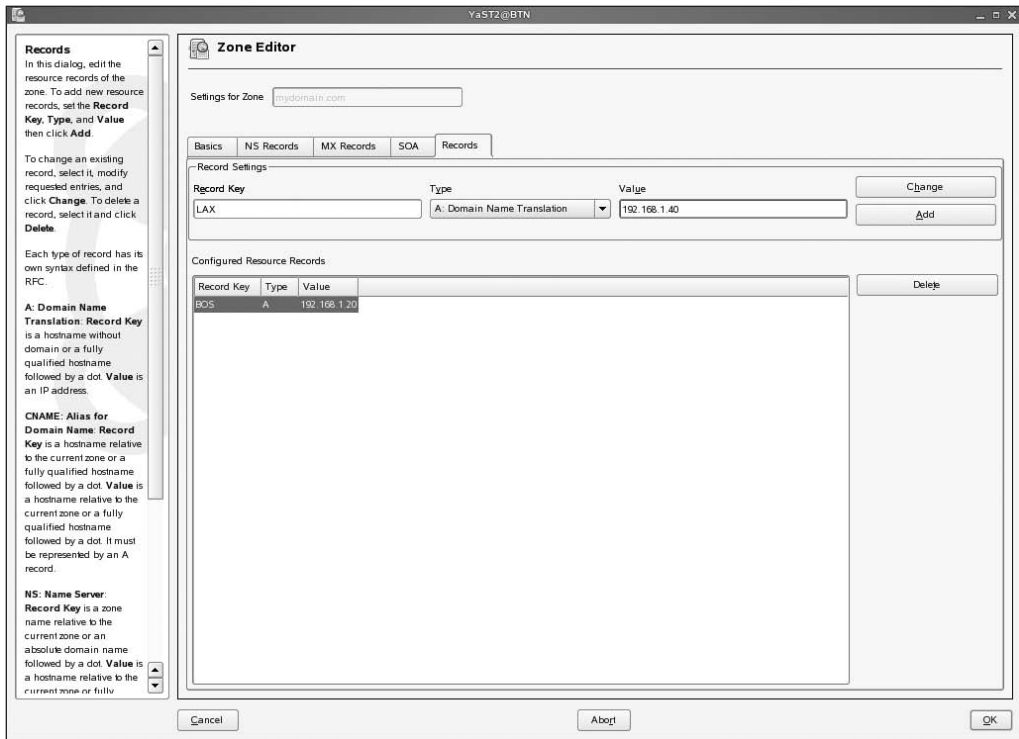 YaST2@BTN
Records
In this dialog, edit the
resource records of the
zone. To add new resource
records, set the Record
Key, Type, and Value
then click Add.
To change an existing
record, select it, modify
requested entries, and
click Change. To delete a
record, select it and click
Delete.
Each type of record has its
own syntax defined in the
RFC.
A: Domain Name
Translation: Record Key
is a hostname without
domain or a fully
qualified hostname
followed by a dot. Value is
an IP address.
CNAME: Alias for
Domain Name: Record
Key is a hostname relative
to the current zone or a
fully qualified hostname
followed by a dot. Value is
a hostname relative to the
current zone or a fully
qualified hostname
followed by a dot. It must
be represented by an A
record.
NS: Name Server:
Record Key is a zone
name relative to the
current zone or an
absolute domain name
followed by a dot. Value is
a hostname relative to the
current zone or fully
Zone Editor
Settings for Zone mydomain.com
Basics NS Records MX Records SOA Records
Record Settings
Record Key Type Value
LAX A: Domain Name Translation 192.168.1.40
Change
Add
Configured Resource Records
Record Key Type Value
BOS A 192.168.1.20
Delete
Cancel Abort OK